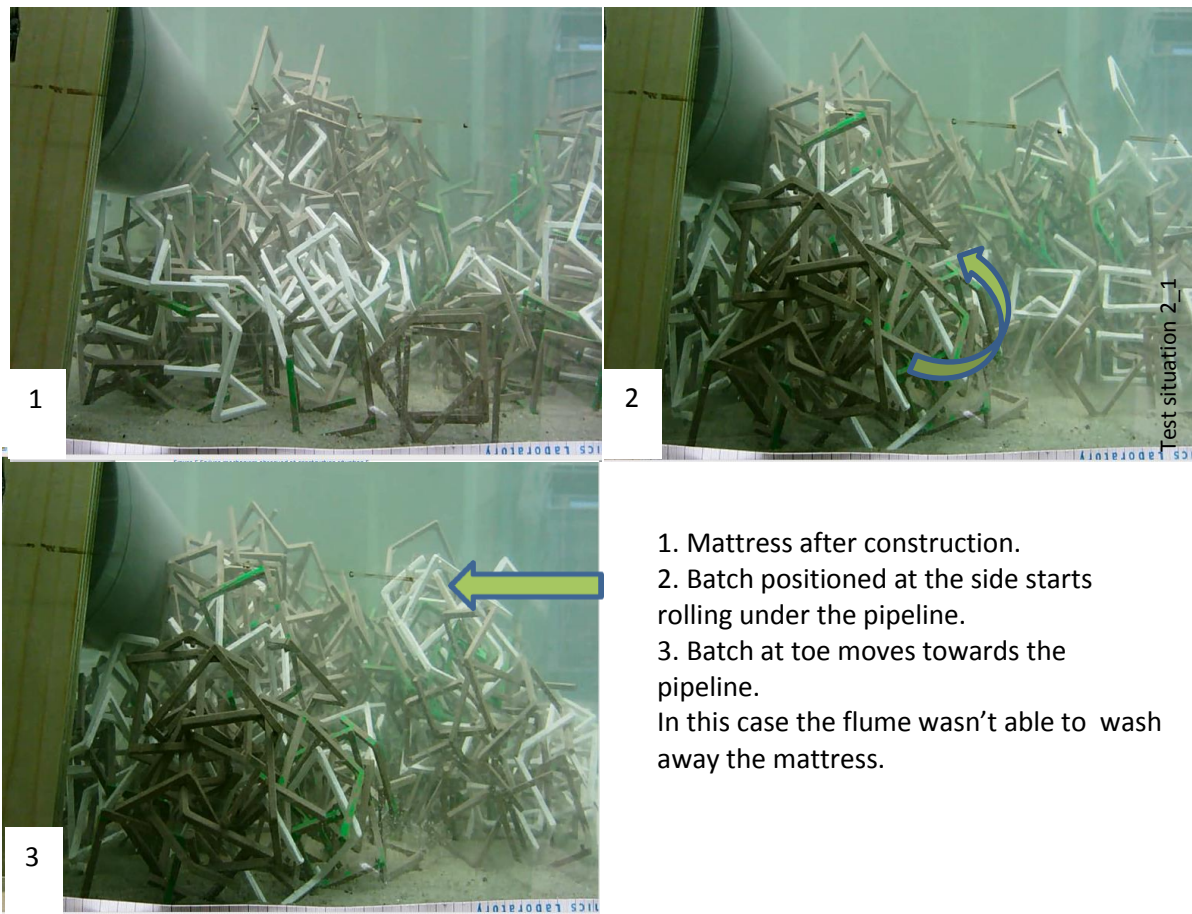 1
2
Test situation 2_1
3
1. Mattress after construction.
2. Batch positioned at the side starts
rolling under the pipeline.
3. Batch at toe moves towards the
pipeline.
In this case the flume wasn’t able to wash
away the mattress.